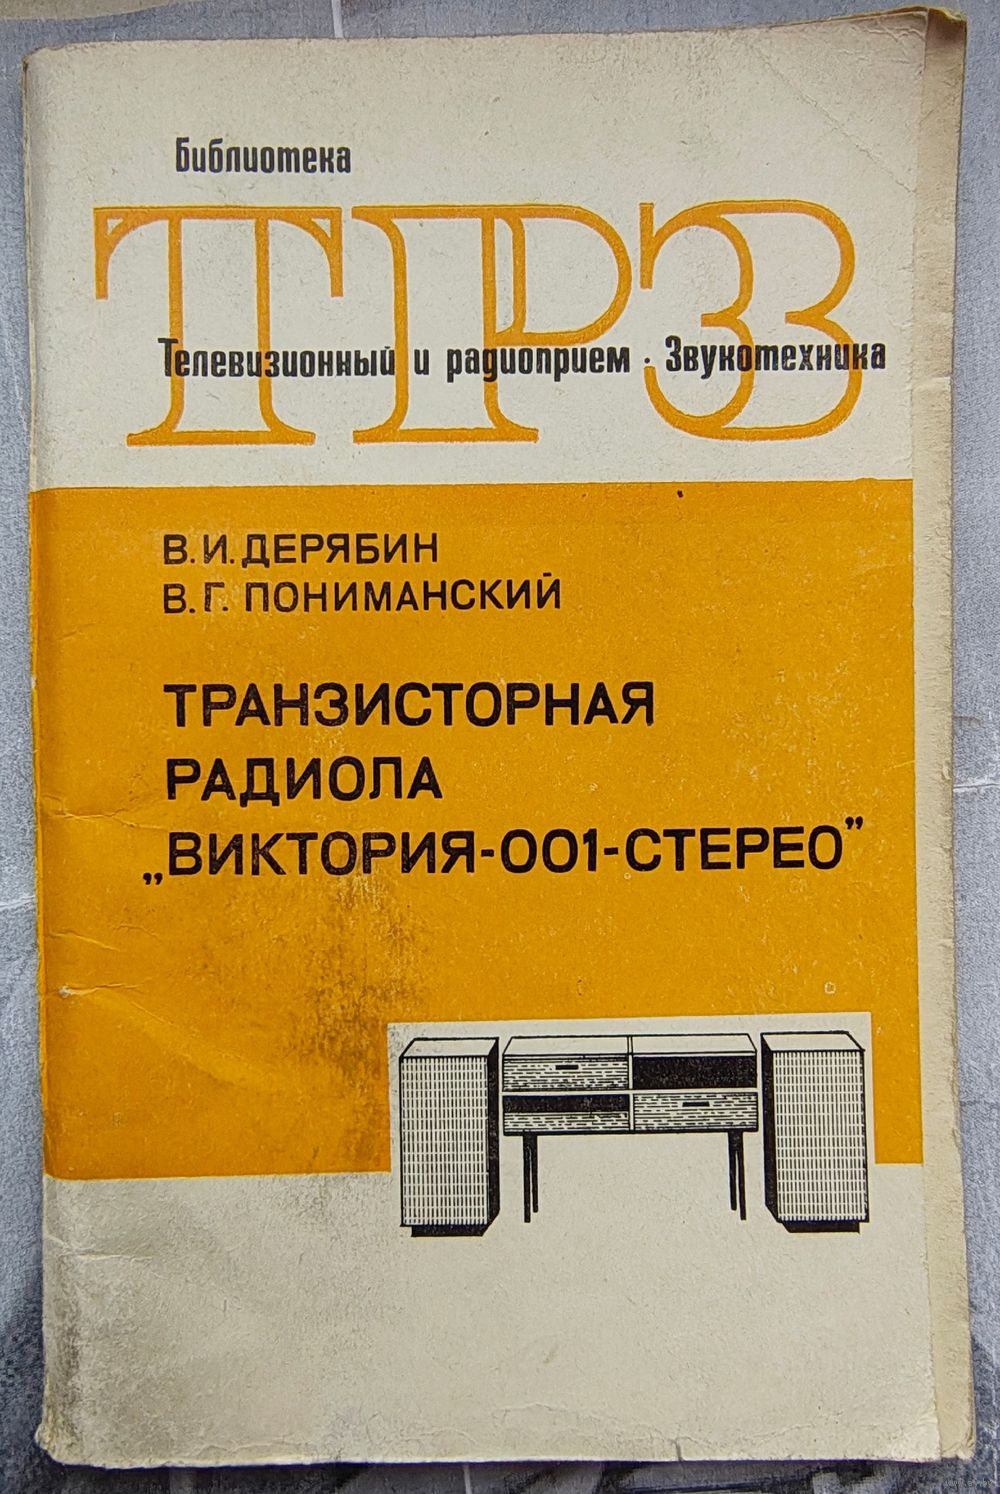 Библиотека
ТРЗ
Телевизионный и радиоприем · Звукотехника
В.И.ДЕРЯБИН
В.Г.ПОНИМАНСКИЙ
ТРАНЗИСТОРНАЯ
РАДИОЛА
„ВИКТОРИЯ-001-СТЕРЕО”